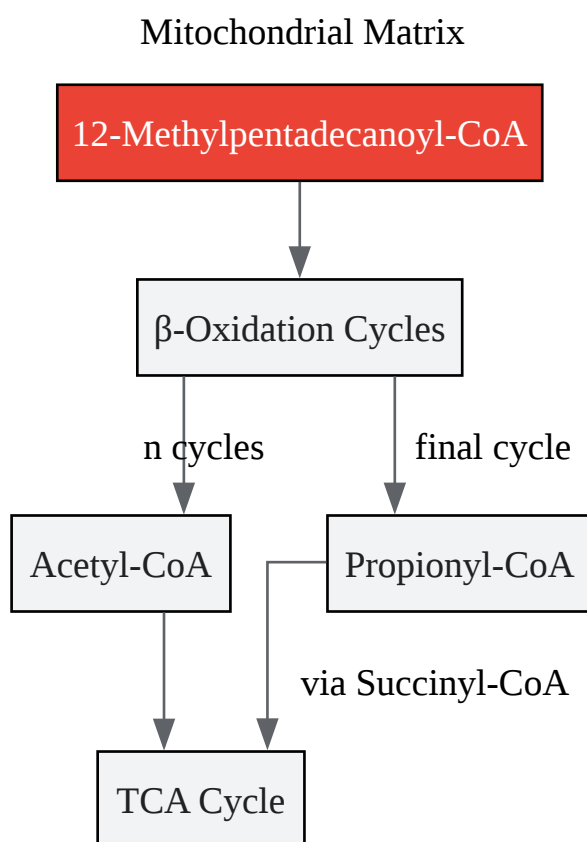 Mitochondrial Matrix
12-Methylpentadecanoyl-CoA
β-Oxidation Cycles
n cycles
final cycle
Acetyl-CoA
Propionyl-CoA
via Succinyl-CoA
TCA Cycle